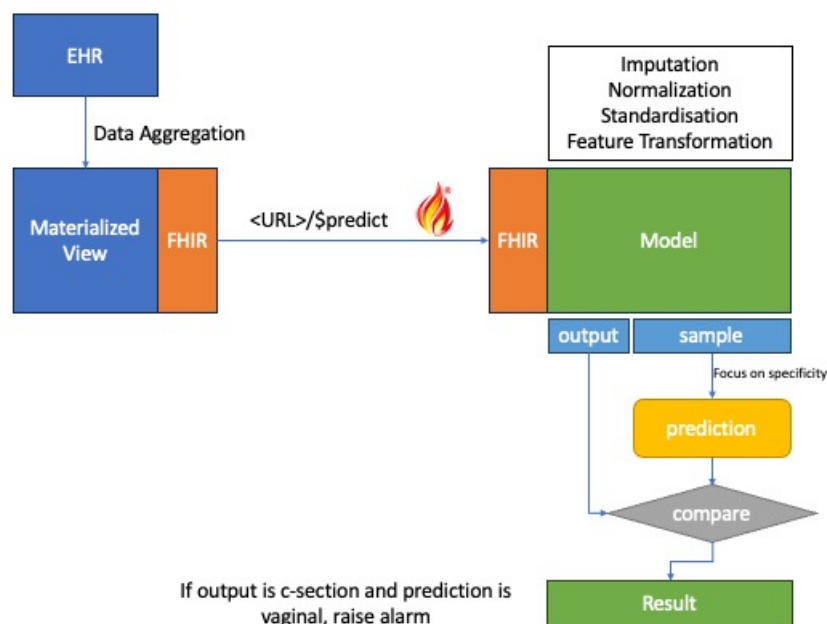 EHR
Imputation
Normalization
Standardisation
Feature Transformation
Data Aggregation
Materialized
View
FHIR
<URL>/$predict
®
FHIR
Model
output
sample
Focus on specificity
prediction
compare
If output is c-section and prediction is
vaginal, raise alarm
Result